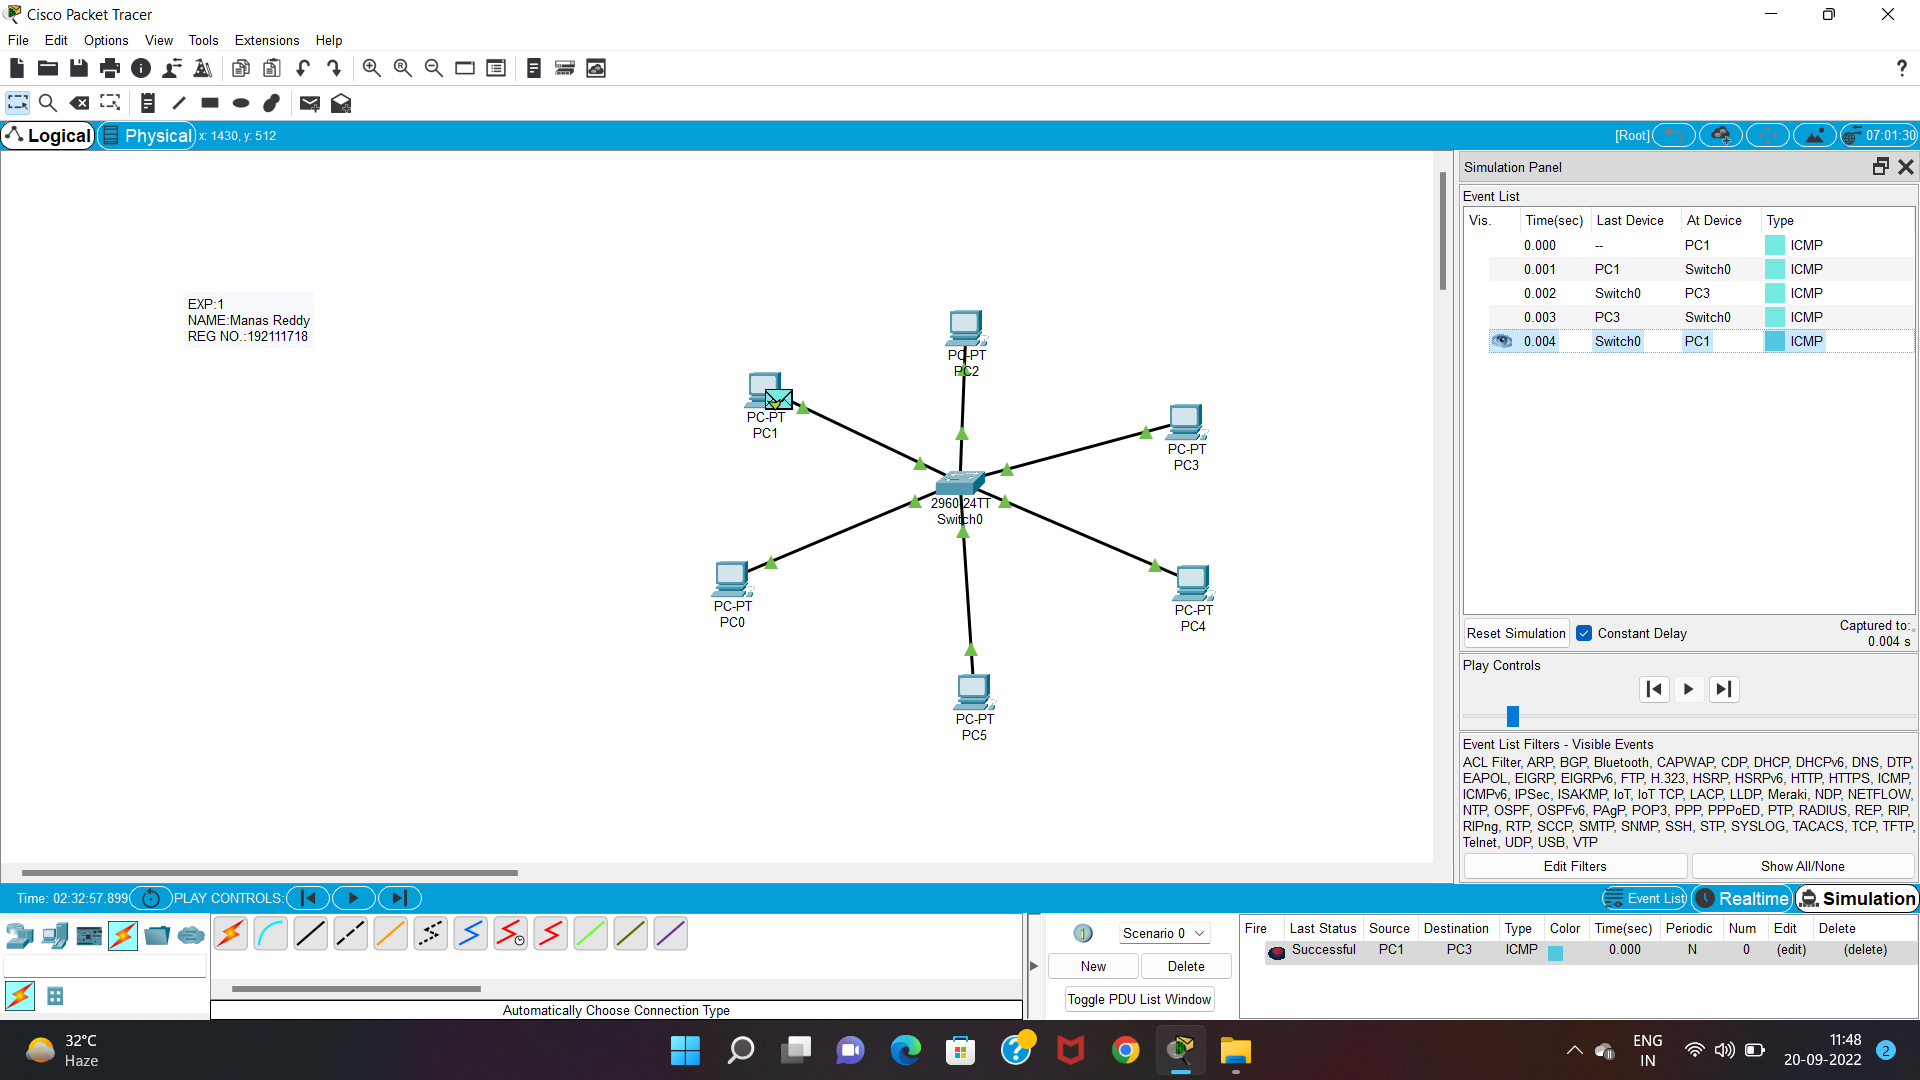 Cisco Packet Tracer
File Edit Options View Tools Extensions Help
?
Logical Physical x: 1430, y: 512 [Root] 07:01:30
EXP:1
NAME:Manas Reddy
REG NO.:192111718
PC-PT
PC2
PC-PT
PC1
PC-PT
PC3
2960-24TT
Switch0
PC-PT
PC0
PC-PT
PC4
PC-PT
PC5
Simulation Panel
Event List
Vis. Time(sec) Last Device At Device Type
0.000 -- PC1 ICMP
0.001 PC1 Switch0 ICMP
0.002 Switch0 PC3 ICMP
0.003 PC3 Switch0 ICMP
0.004 Switch0 PC1 ICMP
Reset Simulation Constant Delay Captured to:
0.004 s
Play Controls
Event List Filters - Visible Events
ACL Filter, ARP, BGP, Bluetooth, CAPWAP, CDP, DHCP, DHCPv6, DNS, DTP,
EAPOL, EIGRP, EIGRPv6, FTP, H.323, HSRP, HSRPv6, HTTP, HTTPS, ICMP,
ICMPv6, IPSec, ISAKMP, IoT, IoT TCP, LACP, LLDP, Meraki, NDP, NETFLOW,
NTP, OSPF, OSPFv6, PAgP, POP3, PPP, PPPoED, PTP, RADIUS, REP, RIP,
RIPng, RTP, SCCP, SMTP, SNMP, SSH, STP, SYSLOG, TACACS, TCP, TFTP,
Telnet, UDP, USB, VTP
Edit Filters Show All/None
Time: 02:32:57.899 PLAY CONTROLS: Event List Realtime Simulation
1 Scenario 0
New Delete
Toggle PDU List Window
Fire Last Status Source Destination Type Color Time(sec) Periodic Num Edit Delete
Successful PC1 PC3 ICMP 0.000 N 0 (edit) (delete)
Automatically Choose Connection Type
32°C
Haze
ENG
IN
11:48
20-09-2022
2